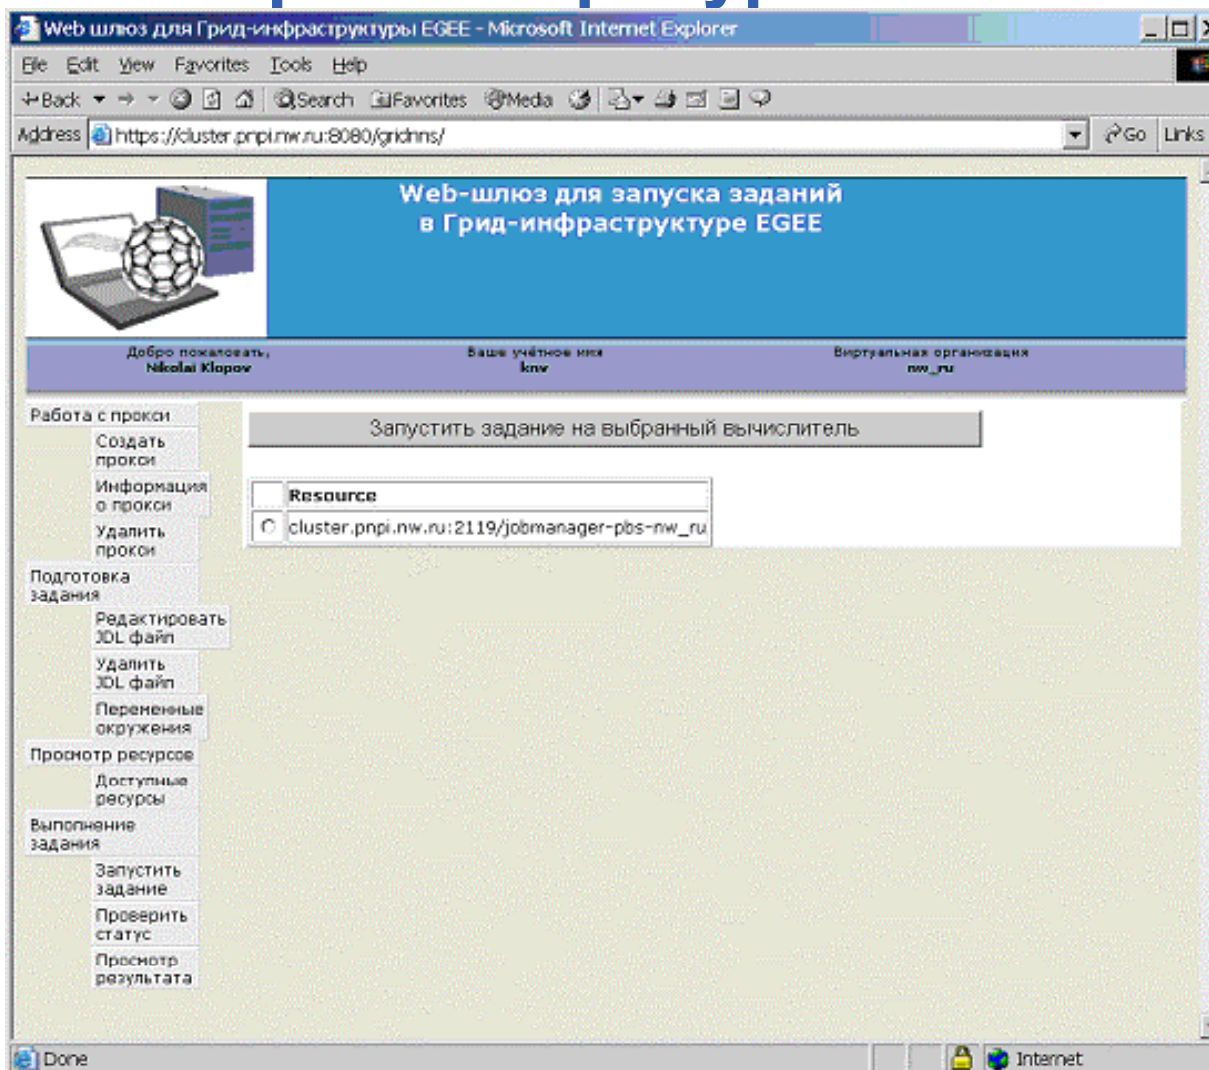 Web шлюз для Грид-инфраструктуры EGEE - Microsoft Internet Explorer
File Edit View Favorites Tools Help
Back Search Favorites Media
Address https://cluster.pnpi.nw.ru:8080/gridnns/ Go Links
Web-шлюз для запуска заданий
в Грид-инфраструктуре EGEE
Добро пожаловать, Ваше учётное имя Виртуальная организация
Nikolai Klopov knv nw_ru
Работа с прокси
Создать
прокси
Информация
о прокси
Удалить
прокси
Подготовка
задания
Редактировать
JDL файл
Удалить
JDL файл
Переменные
окружения
Просмотр ресурсов
Доступные
ресурсы
Выполнение
задания
Запустить
задание
Проверить
статус
Просмотр
результата
Запустить задание на выбранный вычислитель
Resource
cluster.pnpi.nw.ru:2119/jobmanager-pbs-nw_ru
Done Internet